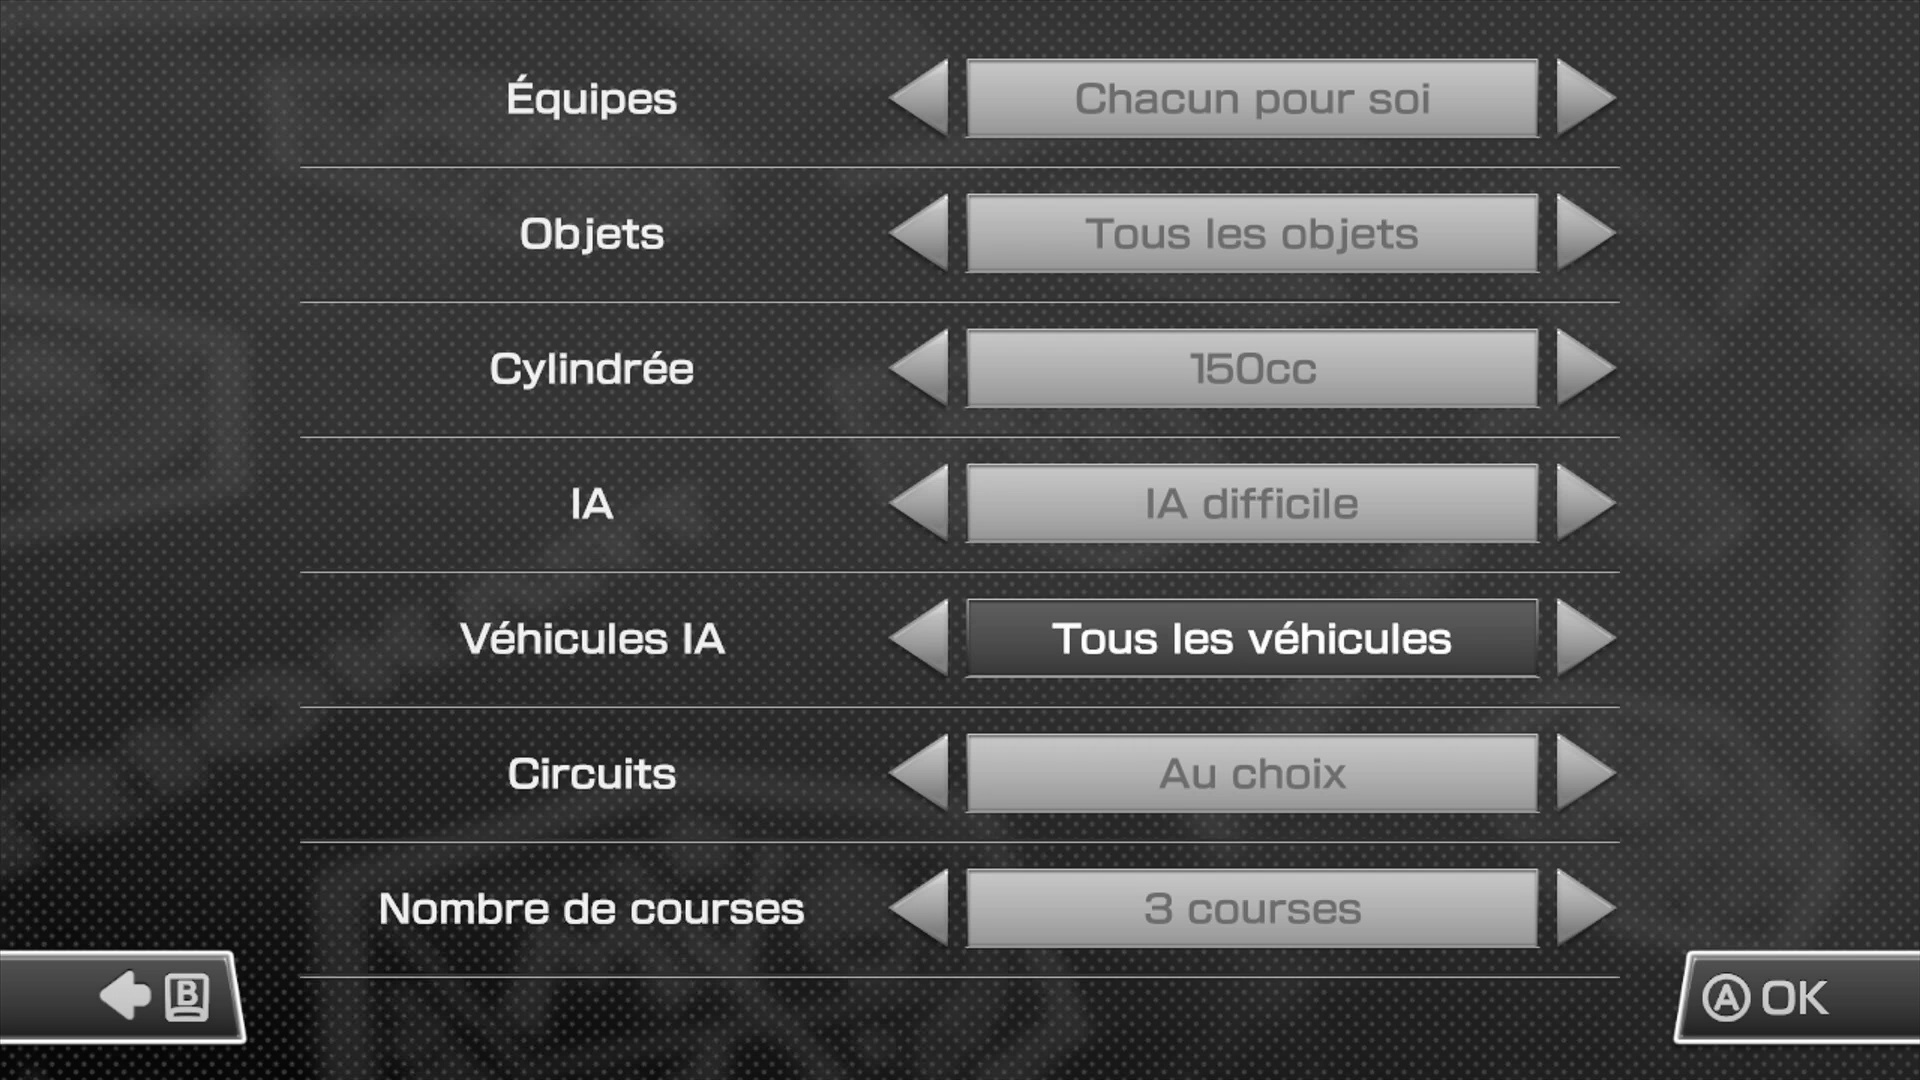 Équipes
Chacun pour soi
Objets
Tous les objets
Cylindrée
150cc
IA
IA difficile
Véhicules IA
Tous les véhicules
Circuits
Au choix
Nombre de courses
3 courses
B
A OK